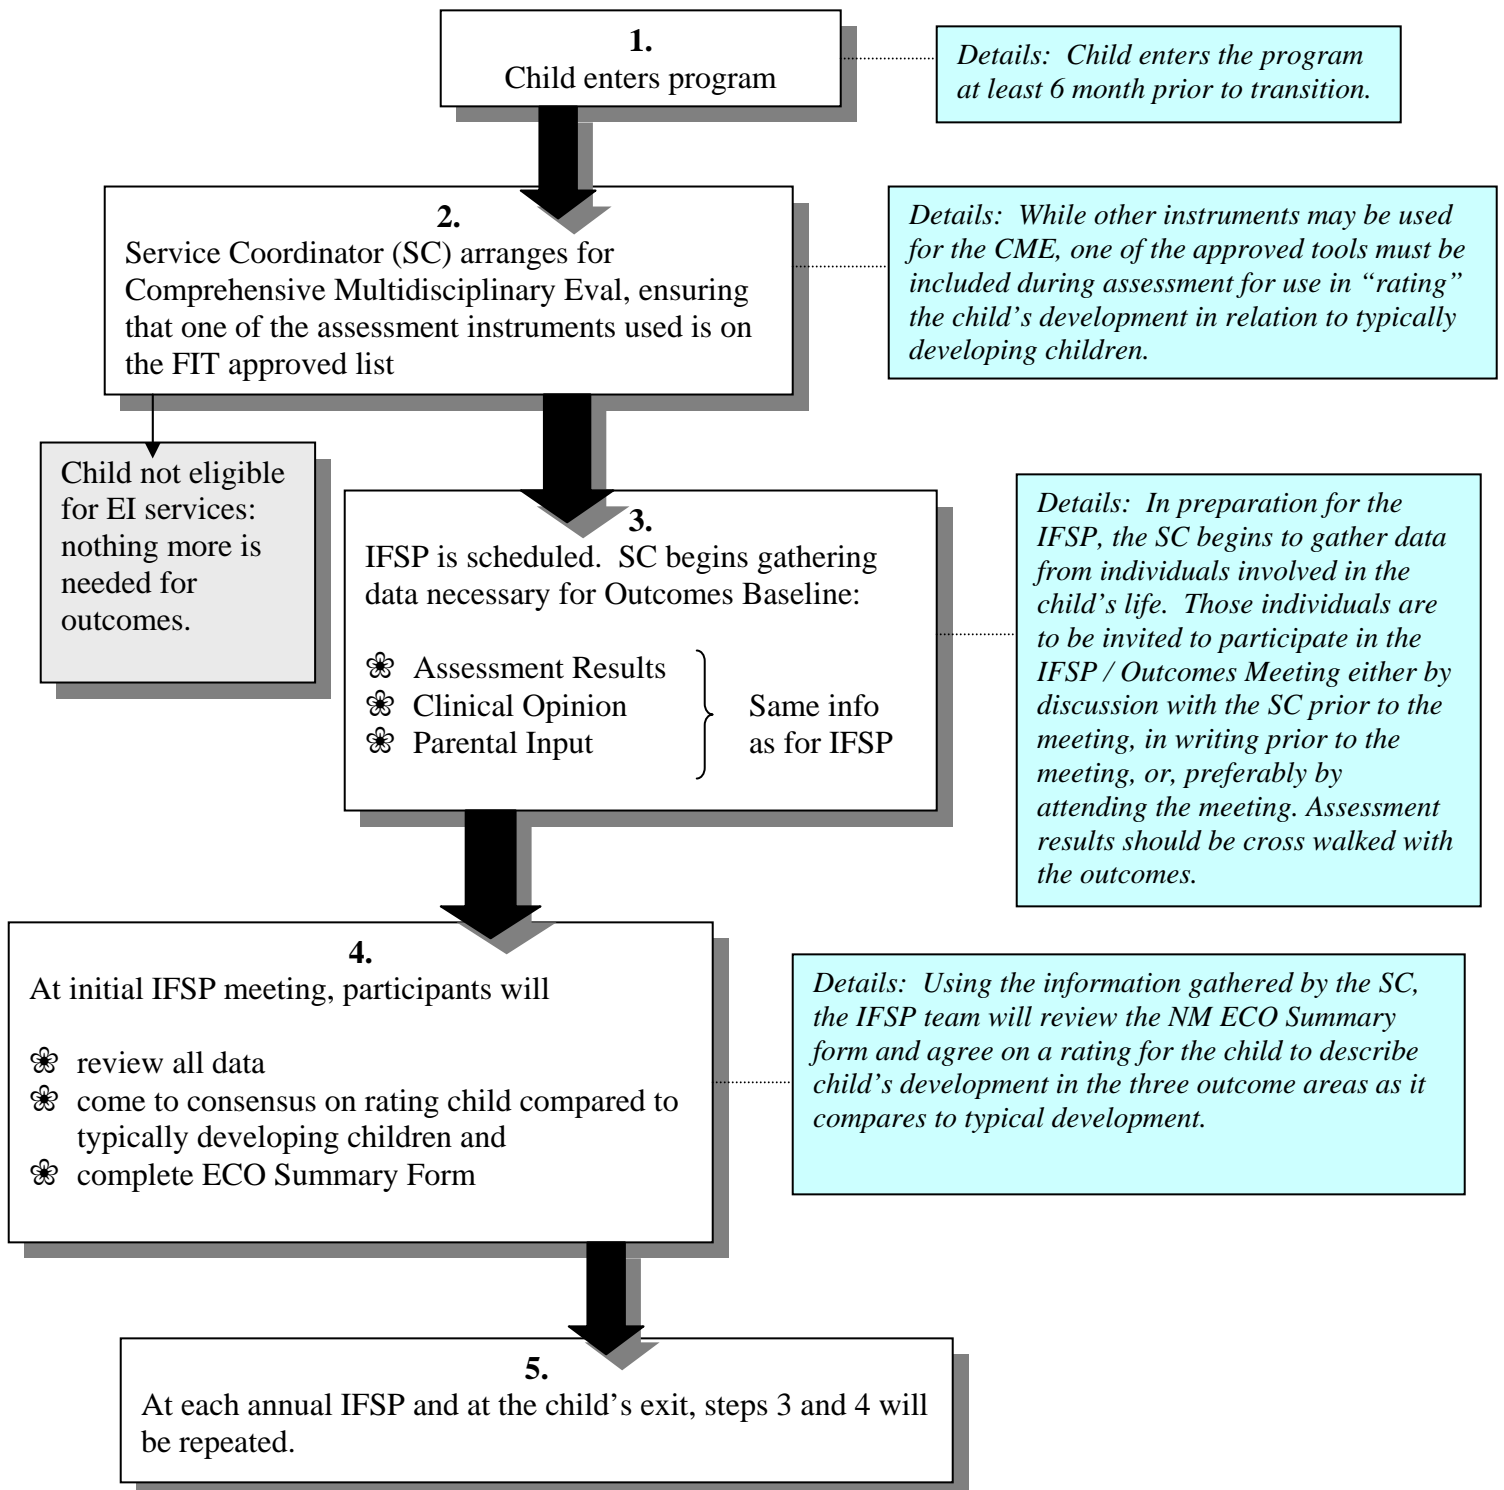 1.
Child enters program
Details: Child enters the program
at least 6 month prior to transition.
2.
Service Coordinator (SC) arranges for
Comprehensive Multidisciplinary Eval, ensuring
that one of the assessment instruments used is on
the FIT approved list
Details: While other instruments may be used
for the CME, one of the approved tools must be
included during assessment for use in “rating”
the child’s development in relation to typically
developing children.
Child not eligible
for EI services:
nothing more is
needed for
outcomes.
3.
IFSP is scheduled. SC begins gathering
data necessary for Outcomes Baseline:
Assessment Results
Clinical Opinion
Parental Input
Same info
as for IFSP
Details: In preparation for the
IFSP, the SC begins to gather data
from individuals involved in the
child’s life. Those individuals are
to be invited to participate in the
IFSP / Outcomes Meeting either by
discussion with the SC prior to the
meeting, in writing prior to the
meeting, or, preferably by
attending the meeting. Assessment
results should be cross walked with
the outcomes.
4.
At initial IFSP meeting, participants will
review all data
come to consensus on rating child compared to
typically developing children and
complete ECO Summary Form
Details: Using the information gathered by the SC,
the IFSP team will review the NM ECO Summary
form and agree on a rating for the child to describe
child’s development in the three outcome areas as it
compares to typical development.
5.
At each annual IFSP and at the child’s exit, steps 3 and 4 will
be repeated.